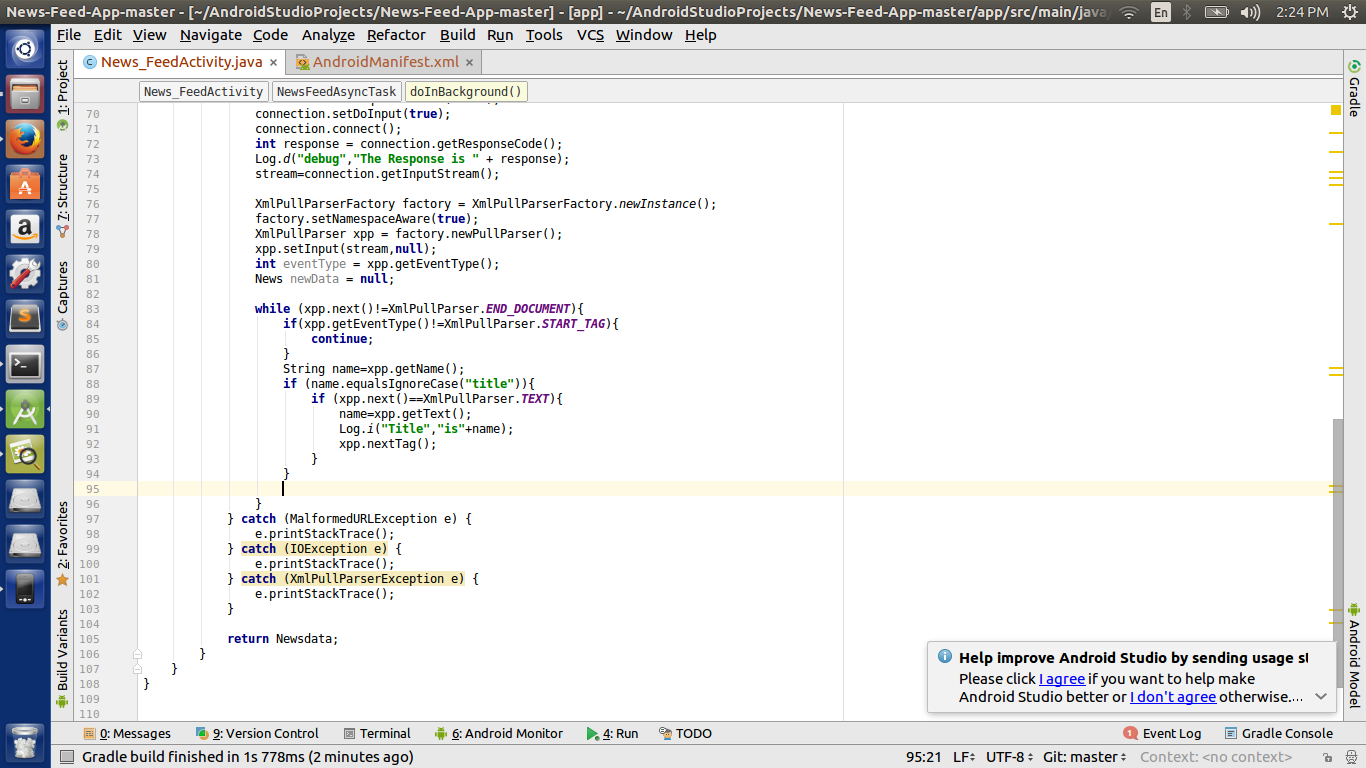 News-Feed-App-master - [~/AndroidStudioProjects/News-Feed-App-master] - [app] - ~/AndroidStudioProjects/News-Feed-App-master/app/src/main/java/ En 2:24 PM
File Edit View Navigate Code Analyze Refactor Build Run Tools VCS Window Help
News_FeedActivity.java × AndroidManifest.xml ×
News_FeedActivity NewsFeedAsyncTask doInBackground()
70 connection.setDoInput(true);
71 connection.connect();
72 int response = connection.getResponseCode();
73 Log.d("debug","The Response is " + response);
74 stream=connection.getInputStream();
75
76 XmlPullParserFactory factory = XmlPullParserFactory.newInstance();
77 factory.setNamespaceAware(true);
78 XmlPullParser xpp = factory.newPullParser();
79 xpp.setInput(stream,null);
80 int eventType = xpp.getEventType();
81 News newData = null;
82
83 while (xpp.next()!=XmlPullParser.END_DOCUMENT){
84 if(xpp.getEventType()!=XmlPullParser.START_TAG){
85 continue;
86 }
87 String name=xpp.getName();
88 if (name.equalsIgnoreCase("title")){
89 if (xpp.next()==XmlPullParser.TEXT){
90 name=xpp.getText();
91 Log.i("Title","is"+name);
92 xpp.nextTag();
93 }
94 }
95
96 }
97 } catch (MalformedURLException e) {
98 e.printStackTrace();
99 } catch (IOException e) {
100 e.printStackTrace();
101 } catch (XmlPullParserException e) {
102 e.printStackTrace();
103 }
104
105 return Newsdata;
106 }
107 }
108 }
109
110
1: Project
7: Structure
Captures
2: Favorites
Build Variants
Gradle
Android Model
Help improve Android Studio by sending usage st
Please click I agree if you want to help make
Android Studio better or I don't agree otherwise...
0: Messages 9: Version Control Terminal 6: Android Monitor 4: Run TODO 1 Event Log Gradle Console
Gradle build finished in 1s 778ms (2 minutes ago) 95:21 LF UTF-8 Git: master Context: <no context>